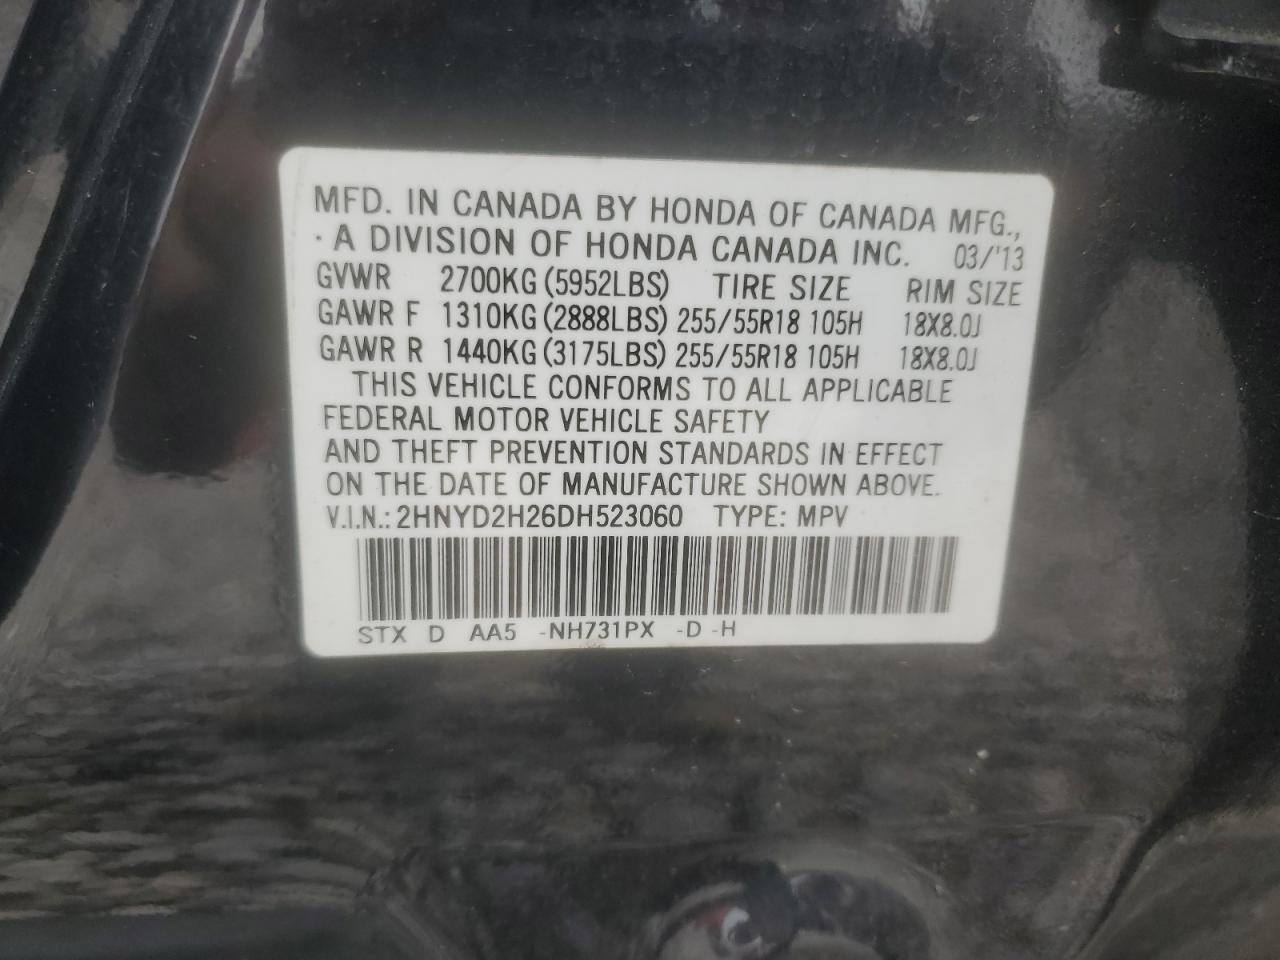 MFD. IN CANADA BY HONDA OF CANADA MFG.,
· A DIVISION OF HONDA CANADA INC. 03/'13
GVWR 2700KG (5952LBS) TIRE SIZE RIM SIZE
GAWR F 1310KG (2888LBS) 255/55R18 105H 18X8.0J
GAWR R 1440KG (3175LBS) 255/55R18 105H 18X8.0J
THIS VEHICLE CONFORMS TO ALL APPLICABLE
FEDERAL MOTOR VEHICLE SAFETY
AND THEFT PREVENTION STANDARDS IN EFFECT
ON THE DATE OF MANUFACTURE SHOWN ABOVE.
V.I.N.: 2HNYD2H26DH523060 TYPE: MPV
STX D AA5 -NH731PX -D -H